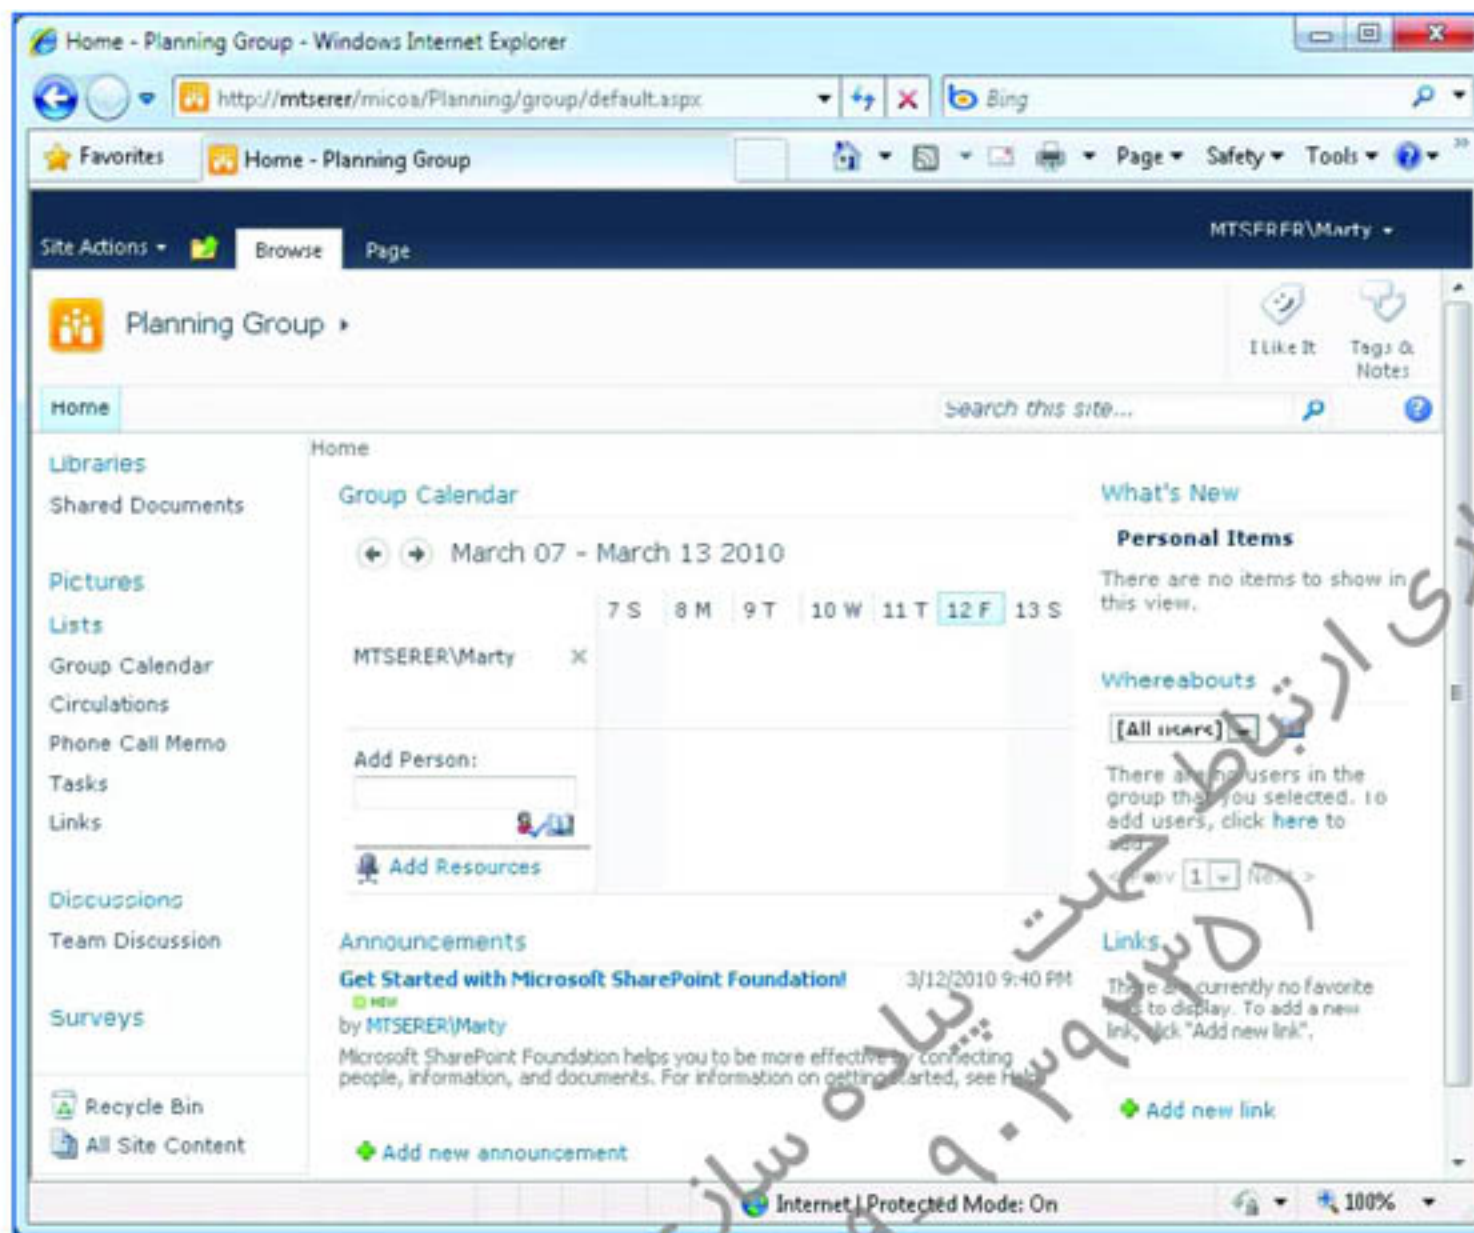 Home - Planning Group - Windows Internet Explorer
http://mtserer/micoa/Planning/group/default.aspx
Bing
Favorites
Home - Planning Group
Page
Safety
Tools
Site Actions
Browse
Page
MTSERER\Marty
Planning Group
I Like It
Tags &
Notes
Home
Search this site...
Libraries
Shared Documents
Pictures
Lists
Group Calendar
Circulations
Phone Call Memo
Tasks
Links
Discussions
Team Discussion
Surveys
Recycle Bin
All Site Content
Home
Group Calendar
March 07 - March 13 2010
7 S 8 M 9 T 10 W 11 T 12 F 13 S
MTSERER\Marty
Add Person:
Add Resources
Announcements
Get Started with Microsoft SharePoint Foundation! 3/12/2010 9:40 PM
NEW
by MTSERER\Marty
Microsoft SharePoint Foundation helps you to be more effective by connecting
people, information, and documents. For information on getting started, see Help
Add new announcement
What's New
Personal Items
There are no items to show in
this view.
Whereabouts
[All users]
There are no users in the
group that you selected. To
add users, click here to
add.
< Prev 1 Next >
Links
There are currently no favorite
links to display. To add a new
link, click "Add new link".
Add new link
Internet | Protected Mode: On
100%
ارتباط
جهت پیاده سازی